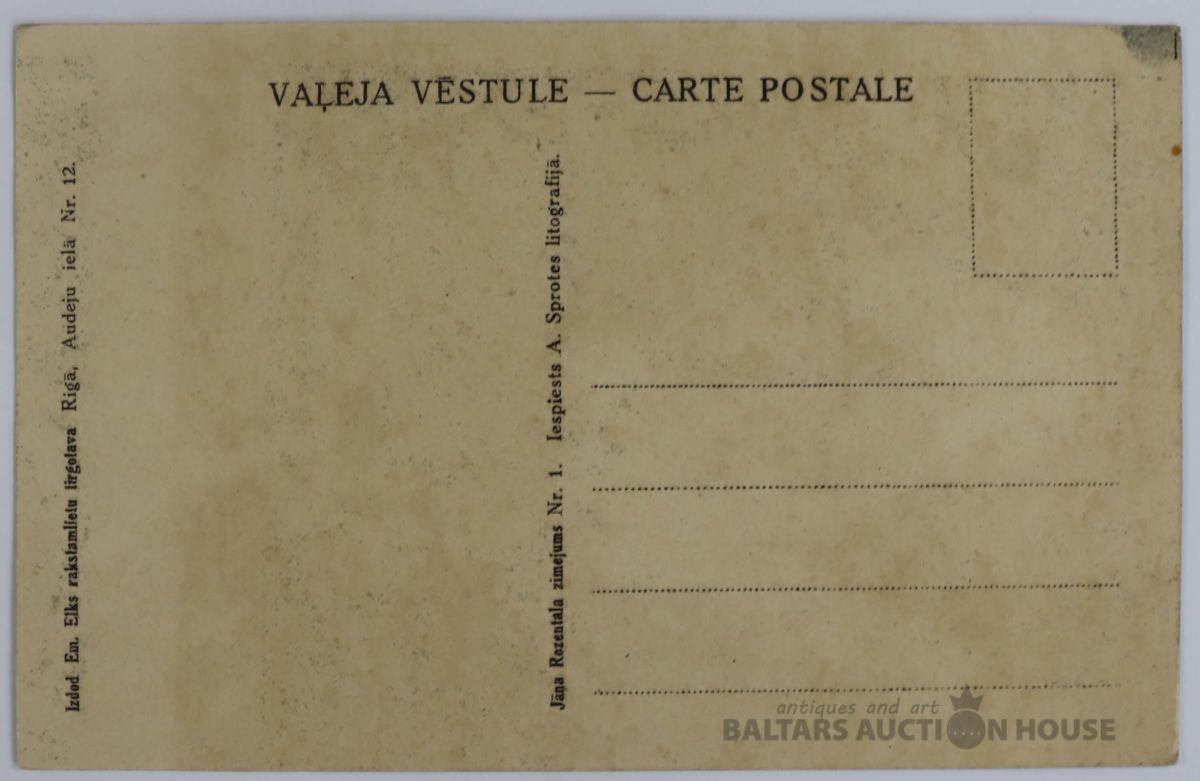 VAĻEJA VĒSTULE — CARTE POSTALE
Izdod Em. Elks rakstamlietu tirgotava Rigā, Audeju ielā Nr. 12.
Jāņa Rozentala zimejums Nr. 1. Iespiests A. Sprotes litografijā.
antiques and art
BALTARS AUCTION HOUSE